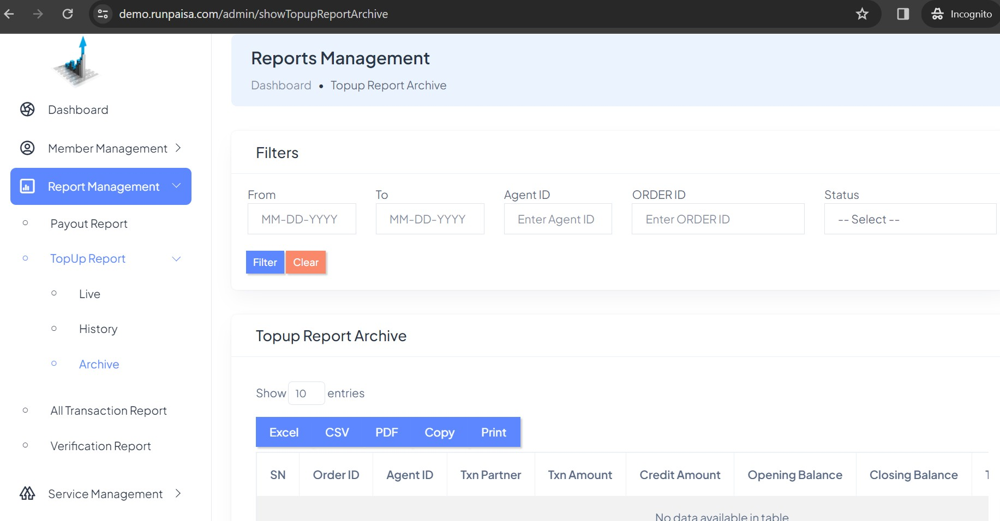 demo.runpaisa.com/admin/showTopupReportArchive
Incognito
Reports Management
Dashboard • Topup Report Archive
Dashboard
Member Management
Report Management
Payout Report
TopUp Report
Live
History
Archive
All Transaction Report
Verification Report
Service Management
Filters
From To Agent ID ORDER ID Status
MM-DD-YYYY MM-DD-YYYY Enter Agent ID Enter ORDER ID -- Select --
Filter Clear
Topup Report Archive
Show 10 entries
Excel CSV PDF Copy Print
SN Order ID Agent ID Txn Partner Txn Amount Credit Amount Opening Balance Closing Balance
No data available in table